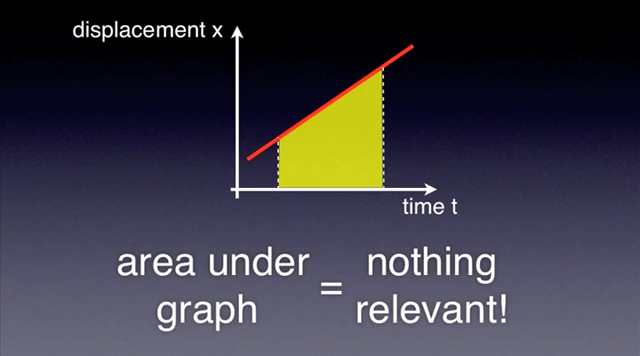 displacement x
time t
area under graph = nothing relevant!